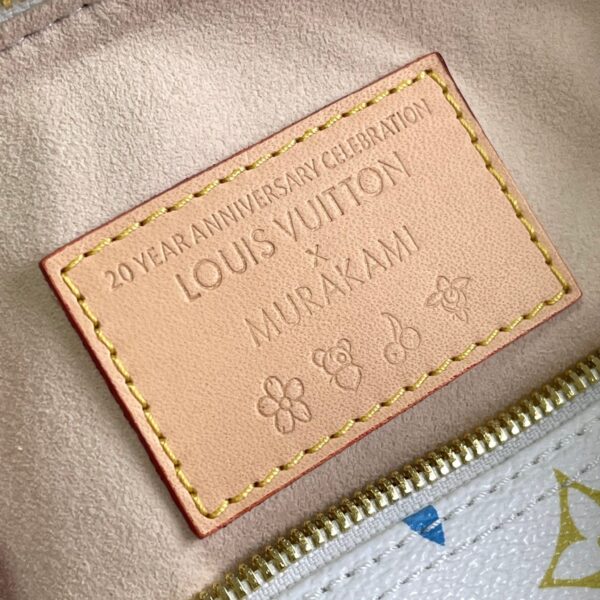 20 YEAR ANNIVERSARY CELEBRATION
LOUIS VUITTON
x
MURAKAMI